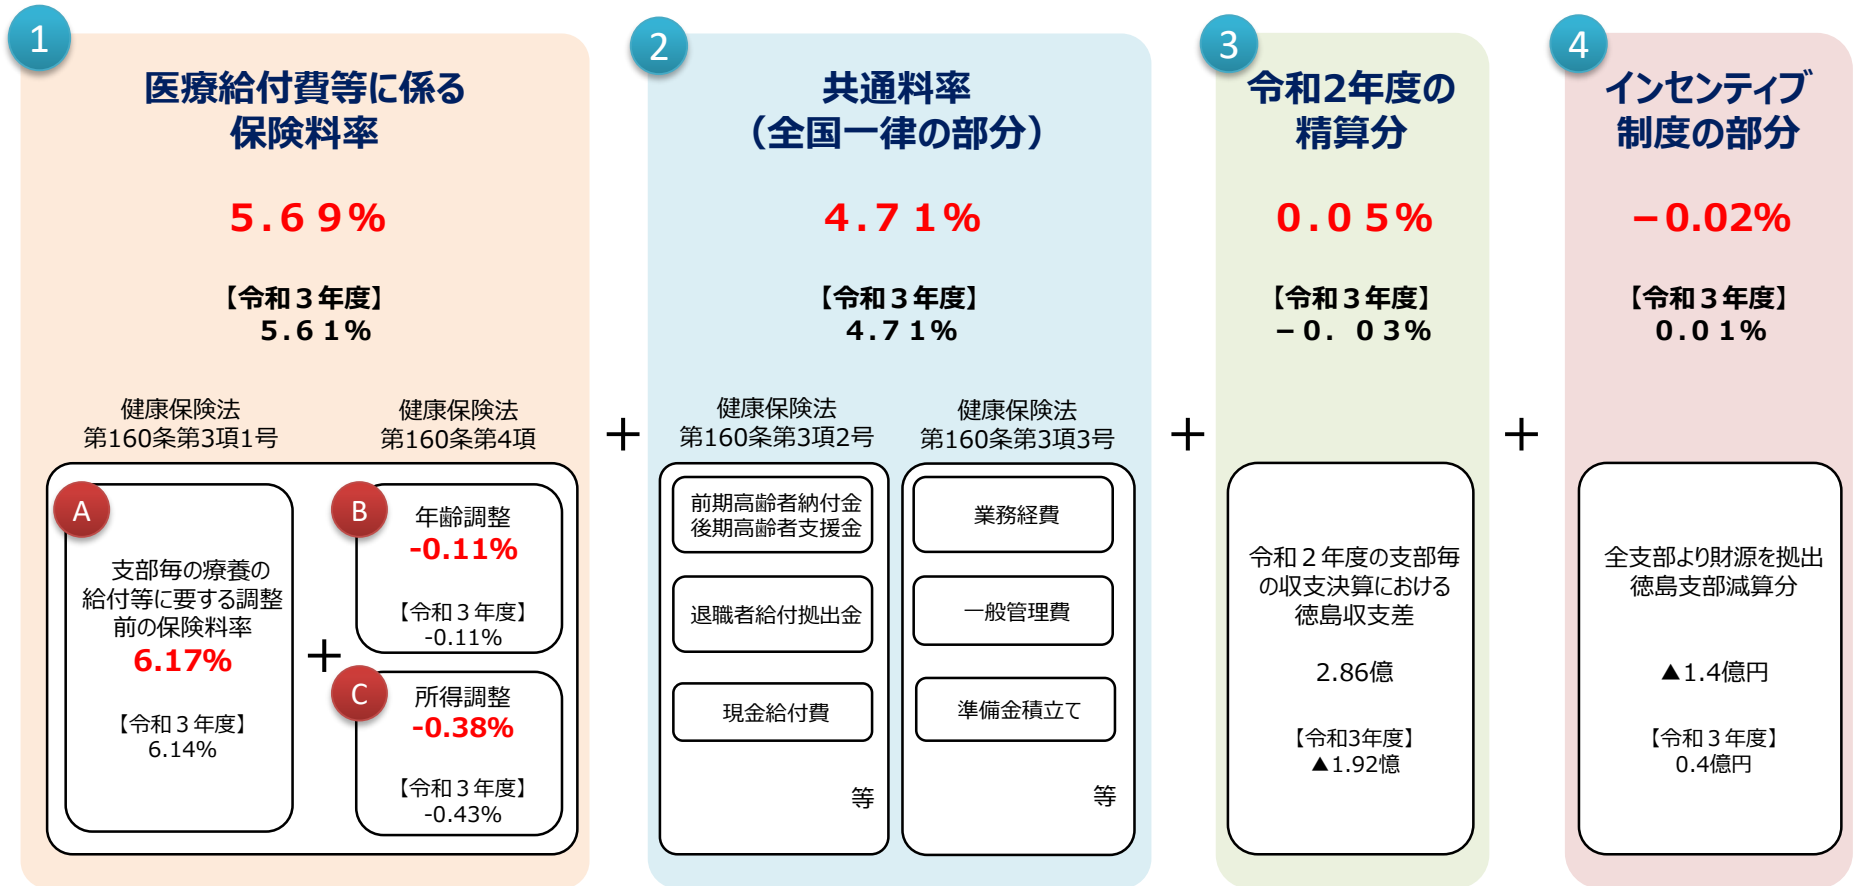 1
医療給付費等に係る
保険料率
5.69%
【令和３年度】
5.61%
健康保険法
第160条第3項1号
健康保険法
第160条第4項
A
支部毎の療養の
給付等に要する調整
前の保険料率
6.17%
【令和３年度】
6.14%
+
B
年齢調整
-0.11%
【令和３年度】
-0.11%
C
所得調整
-0.38%
【令和３年度】
-0.43%
+
2
共通料率
（全国一律の部分）
4.71%
【令和３年度】
4.71%
健康保険法
第160条第3項2号
前期高齢者納付金
後期高齢者支援金
退職者給付拠出金
現金給付費
等
健康保険法
第160条第3項3号
業務経費
一般管理費
準備金積立て
等
+
3
令和2年度の
精算分
0.05%
【令和３年度】
－0. 03%
令和２年度の支部毎
の収支決算における
徳島収支差
2.86億
【令和3年度】
▲1.92憶
+
4
インセンティブ
制度の部分
－0.02%
【令和３年度】
0.01%
全支部より財源を拠出
徳島支部減算分
▲1.4億円
【令和３年度】
0.4億円